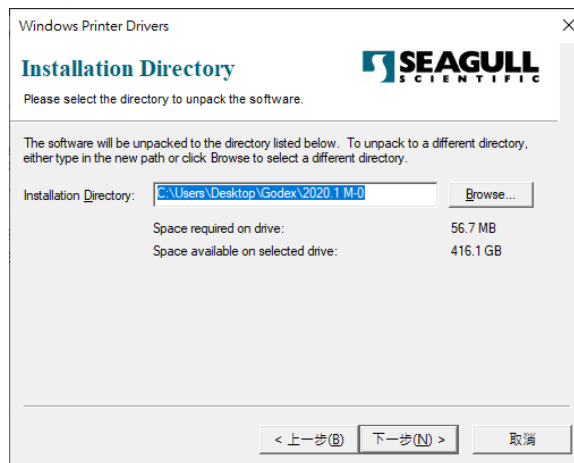 Windows Printer Drivers
Installation Directory
SEAGULL
SCIENTIFIC
Please select the directory to unpack the software.
The software will be unpacked to the directory listed below. To unpack to a different directory,
either type in the new path or click Browse to select a different directory.
Installation Directory: C:\Users\Desktop\Godex\2020.1 M-0 Browse...
Space required on drive: 56.7 MB
Space available on selected drive: 416.1 GB
< 上一步(B) 下一步(N) > 取消